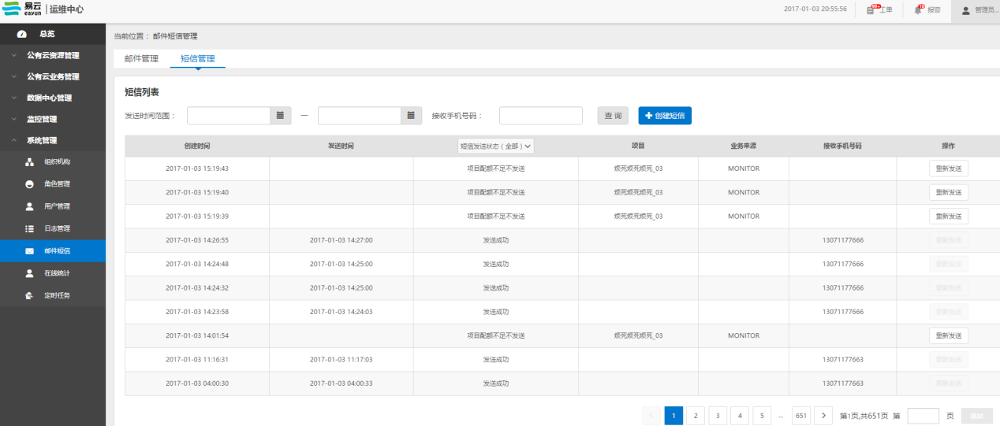 易云 eayun | 运维中心
2017-01-03 20:55:56 99+ 工单 10 报警 管理员...
总览
公有云资源管理
公有云业务管理
数据中心管理
监控管理
系统管理
组织机构
角色管理
用户管理
日志管理
邮件短信
在线统计
定时任务
当前位置： 邮件短信管理
邮件管理 短信管理
短信列表
发送时间范围： — 接收手机号码： 查 询 创建短信
创建时间 发送时间 短信发送状态（全部） 项目 业务来源 接收手机号码 操作
2017-01-03 15:19:43 项目配额不足不发送 烦死烦死烦死_03 MONITOR 重新发送
2017-01-03 15:19:40 项目配额不足不发送 烦死烦死烦死_03 MONITOR 重新发送
2017-01-03 15:19:39 项目配额不足不发送 烦死烦死烦死_03 MONITOR 重新发送
2017-01-03 14:26:55 2017-01-03 14:27:00 发送成功 13071177666 重新发送
2017-01-03 14:24:48 2017-01-03 14:25:00 发送成功 13071177666 重新发送
2017-01-03 14:24:32 2017-01-03 14:25:00 发送成功 13071177666 重新发送
2017-01-03 14:23:58 2017-01-03 14:24:03 发送成功 13071177666 重新发送
2017-01-03 14:01:54 项目配额不足不发送 烦死烦死烦死_03 MONITOR 重新发送
2017-01-03 11:16:31 2017-01-03 11:17:03 发送成功 13071177663 重新发送
2017-01-03 04:00:30 2017-01-03 04:00:33 发送成功 13071177663 重新发送
1 2 3 4 5 ... 651 第1页,共651页 第 页 跳转